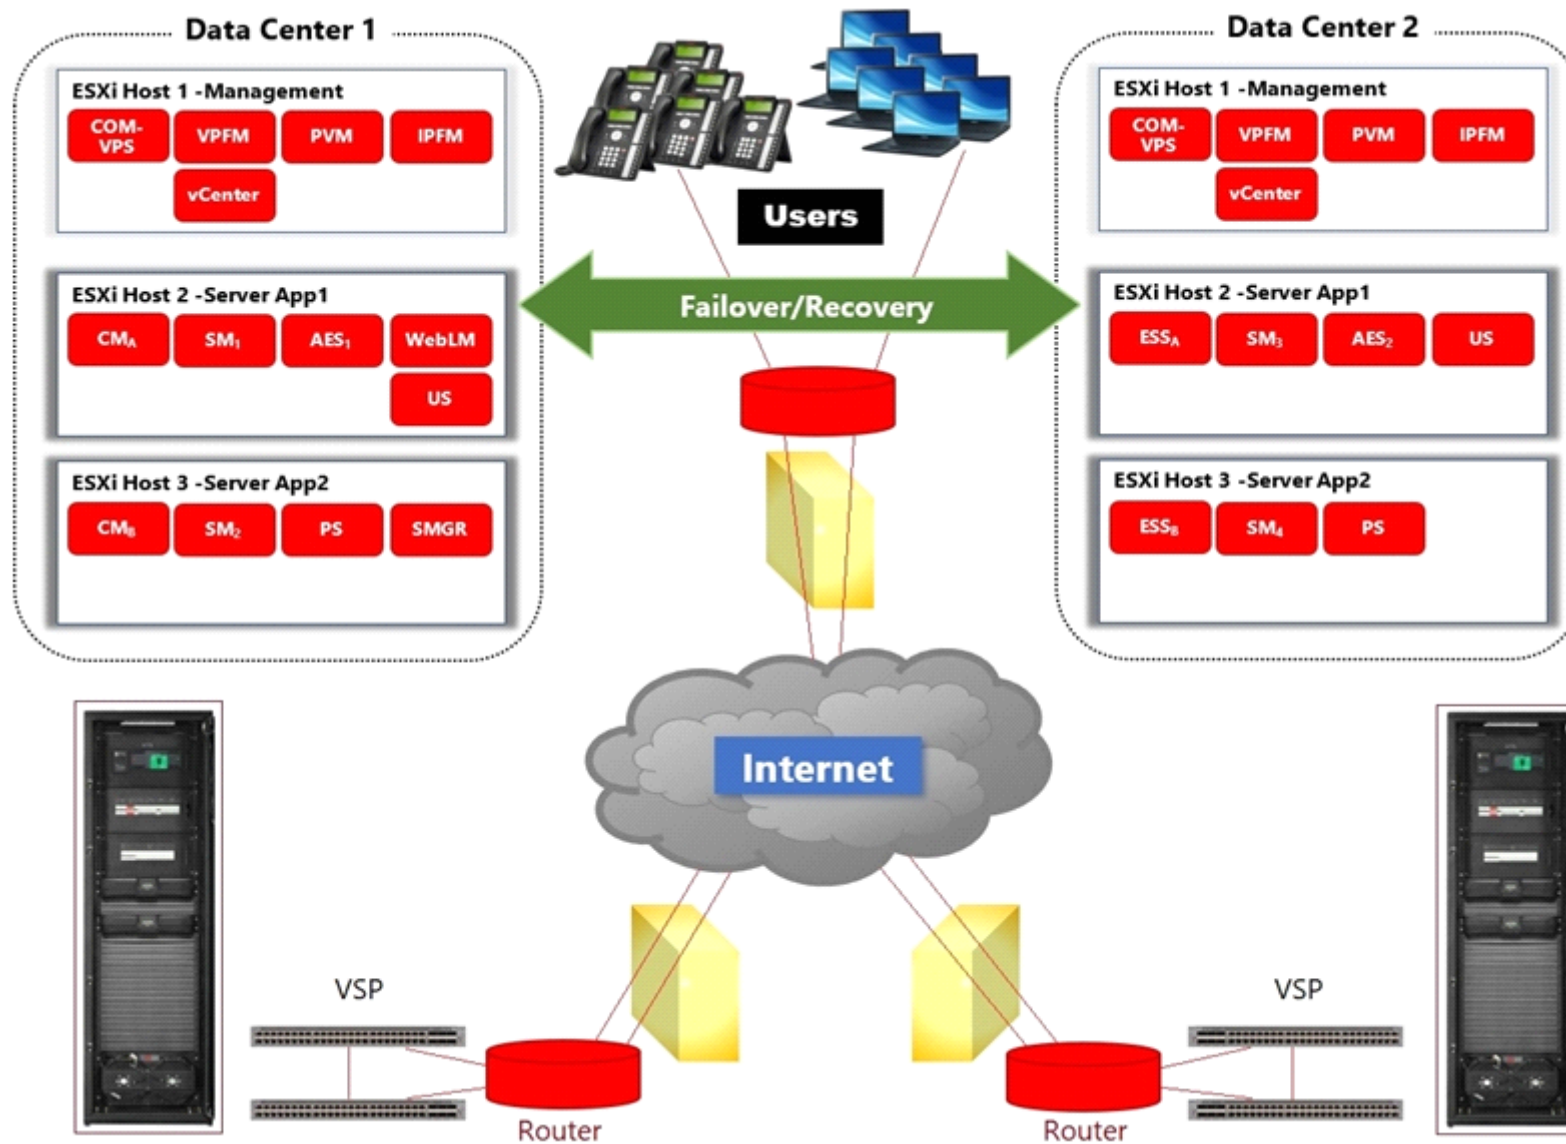 Data Center 1
ESXi Host 1 -Management
COM-
VPS
VPFM
PVM
IPFM
vCenter
ESXi Host 2 -Server App1
CMA
SM1
AES1
WebLM
US
ESXi Host 3 -Server App2
CMB
SM2
PS
SMGR
Users
Failover/Recovery
Data Center 2
ESXi Host 1 -Management
COM-
VPS
VPFM
PVM
IPFM
vCenter
ESXi Host 2 -Server App1
ESSA
SM3
AES2
US
ESXi Host 3 -Server App2
ESSB
SM4
PS
Internet
VSP
Router
VSP
Router